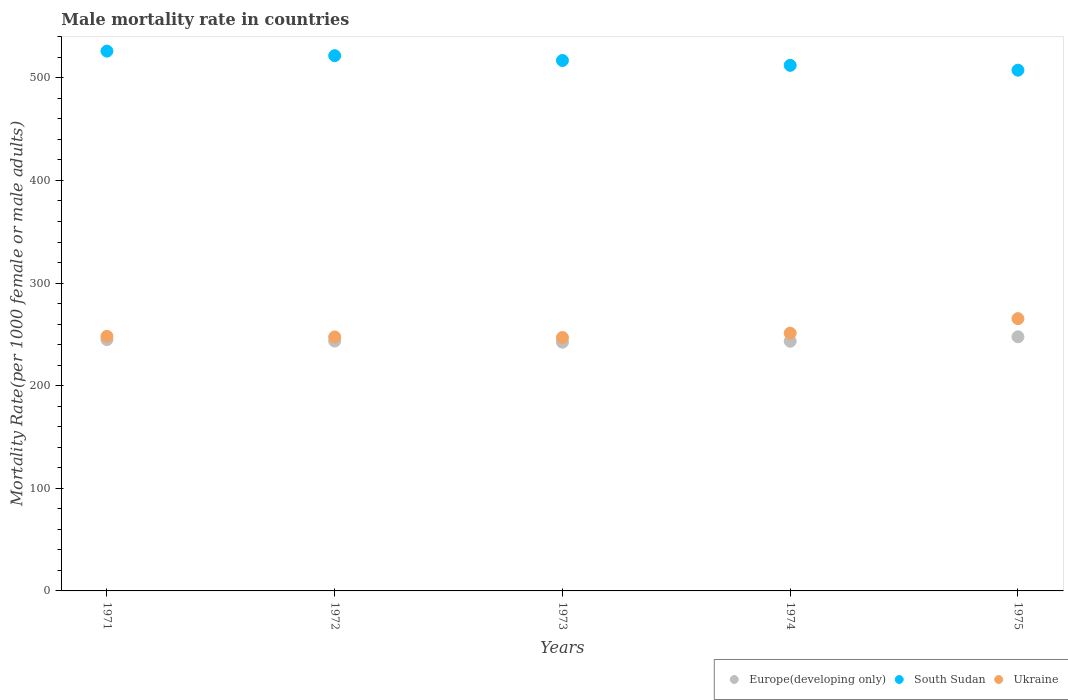 Male mortality rate in countries
Mortality Rate(per 1000 female or male adults)
500
400
300
200
100
0
1971
1972
1973
1974
1975
Years
Europe(developing only)
South Sudan
Ukraine